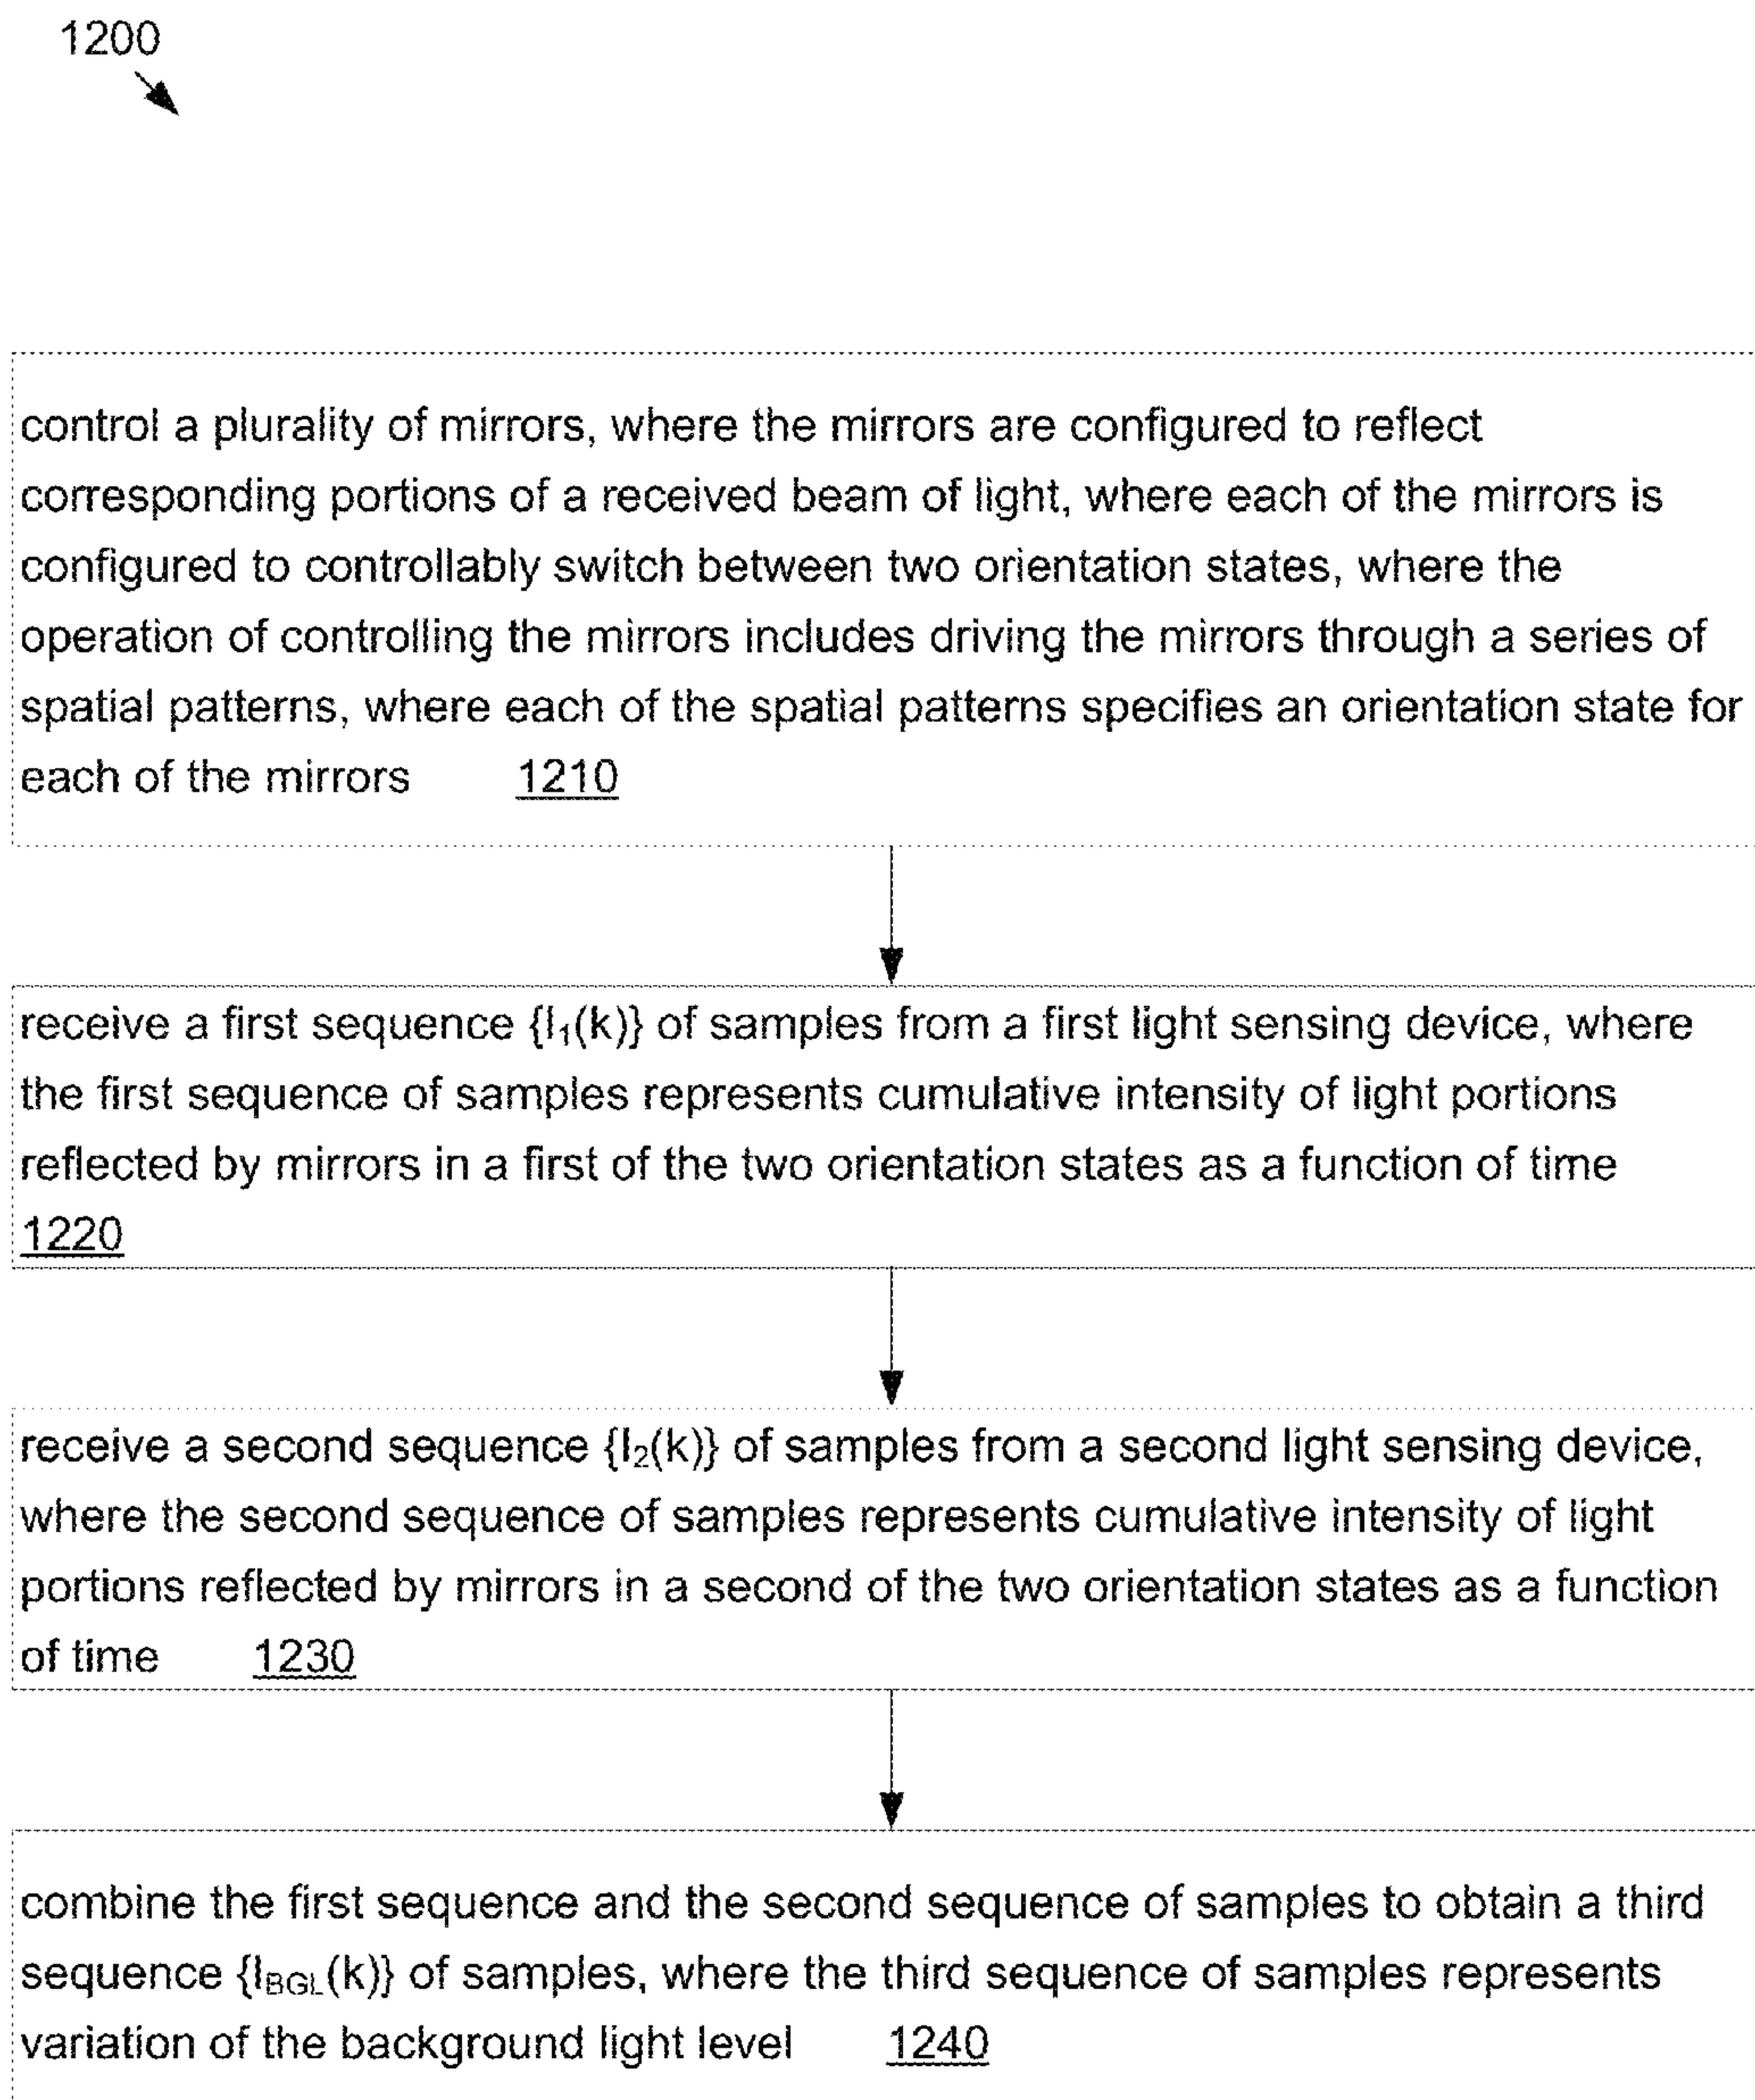 1200
control a plurality of mirrors, where the mirrors are configured to reflect
corresponding portions of a received beam of light, where each of the mirrors is
configured to controllably switch between two orientation states, where the
operation of controlling the mirrors includes driving the mirrors through a series of
spatial patterns, where each of the spatial patterns specifies an orientation state for
each of the mirrors 1210
receive a first sequence {I₁(k)} of samples from a first light sensing device, where
the first sequence of samples represents cumulative intensity of light portions
reflected by mirrors in a first of the two orientation states as a function of time
1220
receive a second sequence {I₂(k)} of samples from a second light sensing device,
where the second sequence of samples represents cumulative intensity of light
portions reflected by mirrors in a second of the two orientation states as a function
of time 1230
combine the first sequence and the second sequence of samples to obtain a third
sequence {I_BGL(k)} of samples, where the third sequence of samples represents
variation of the background light level 1240